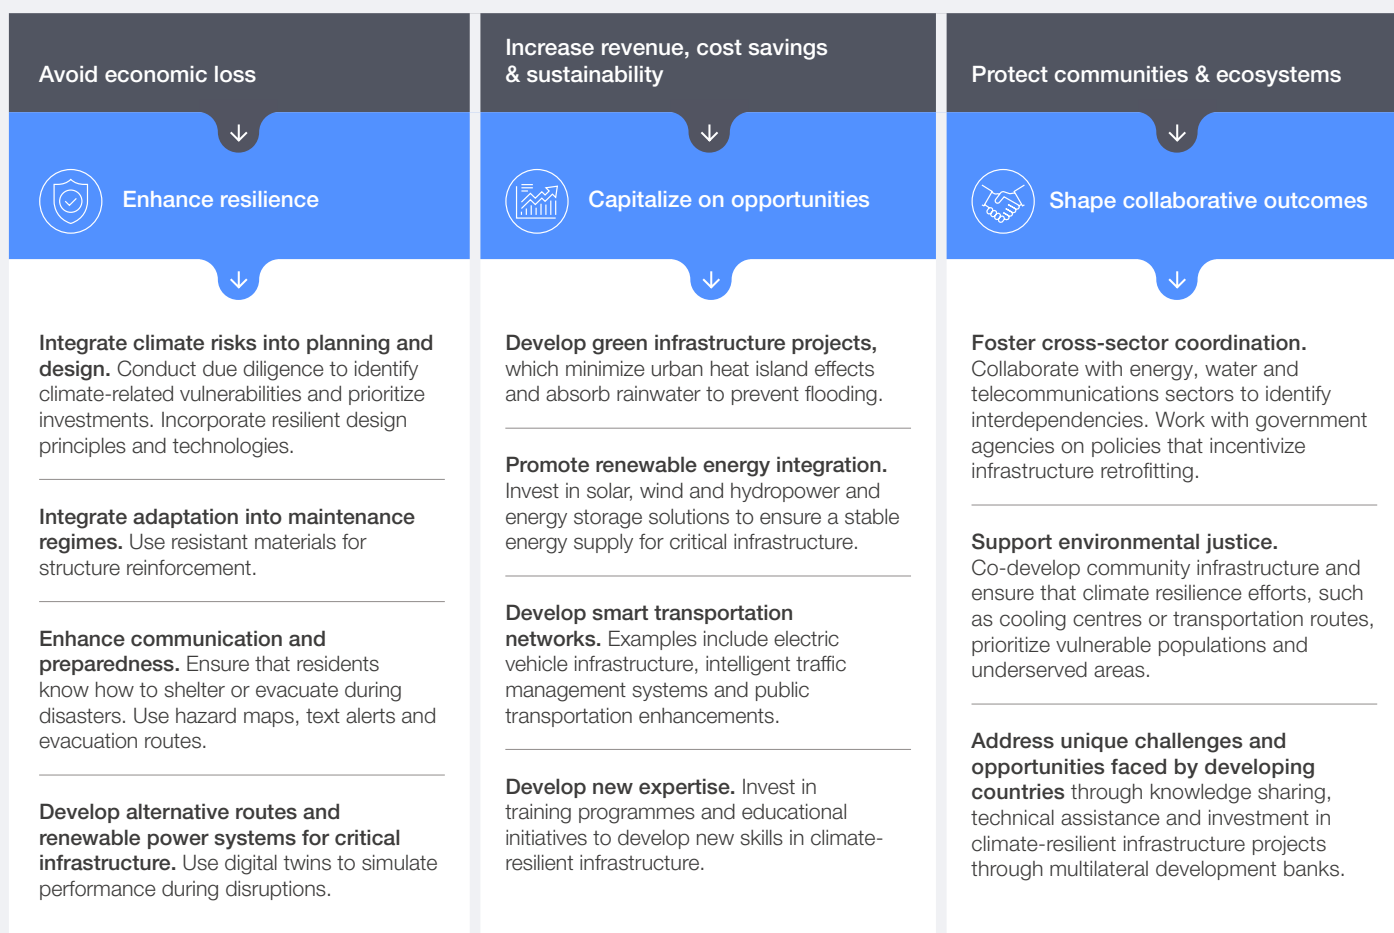 Avoid economic loss
Enhance resilience
Integrate climate risks into planning and
design. Conduct due diligence to identify
climate-related vulnerabilities and prioritize
investments. Incorporate resilient design
principles and technologies.
Integrate adaptation into maintenance
regimes. Use resistant materials for
structure reinforcement.
Enhance communication and
preparedness. Ensure that residents
know how to shelter or evacuate during
disasters. Use hazard maps, text alerts and
evacuation routes.
Develop alternative routes and
renewable power systems for critical
infrastructure. Use digital twins to simulate
performance during disruptions.
Increase revenue, cost savings
& sustainability
Capitalize on opportunities
Develop green infrastructure projects,
which minimize urban heat island effects
and absorb rainwater to prevent flooding.
Promote renewable energy integration.
Invest in solar, wind and hydropower and
energy storage solutions to ensure a stable
energy supply for critical infrastructure.
Develop smart transportation
networks. Examples include electric
vehicle infrastructure, intelligent traffic
management systems and public
transportation enhancements.
Develop new expertise. Invest in
training programmes and educational
initiatives to develop new skills in climate-
resilient infrastructure.
Protect communities & ecosystems
Shape collaborative outcomes
Foster cross-sector coordination.
Collaborate with energy, water and
telecommunications sectors to identify
interdependencies. Work with government
agencies on policies that incentivize
infrastructure retrofitting.
Support environmental justice.
Co-develop community infrastructure and
ensure that climate resilience efforts, such
as cooling centres or transportation routes,
prioritize vulnerable populations and
underserved areas.
Address unique challenges and
opportunities faced by developing
countries through knowledge sharing,
technical assistance and investment in
climate-resilient infrastructure projects
through multilateral development banks.